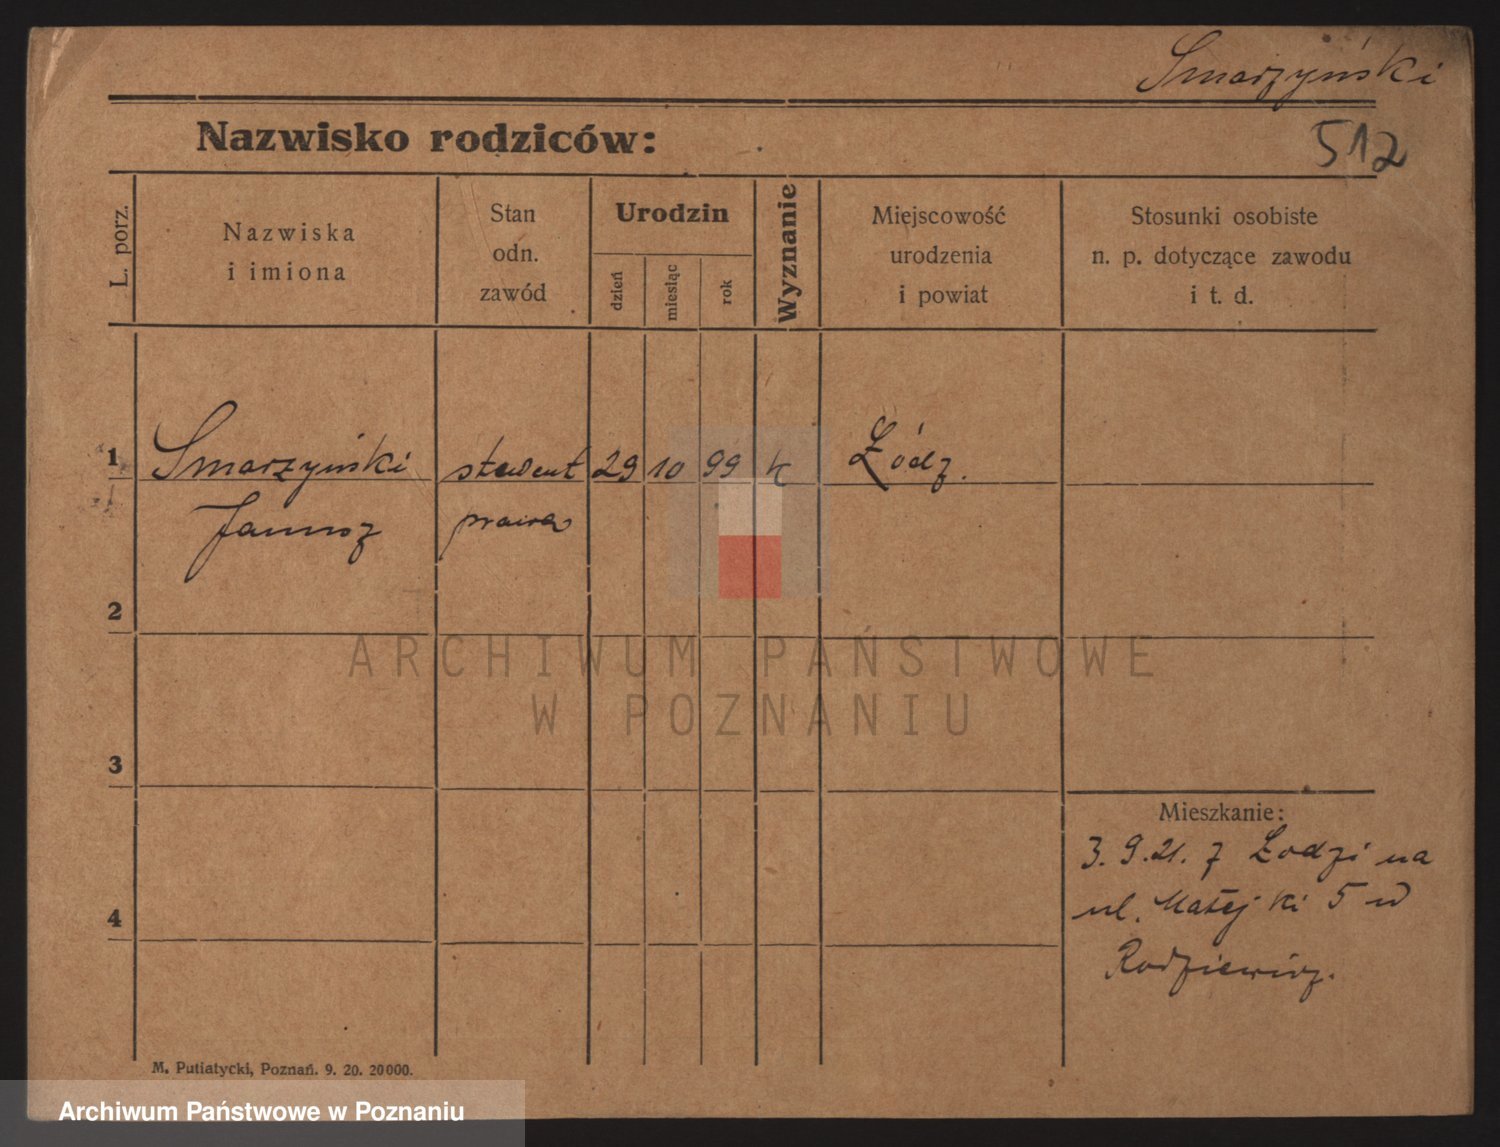 Smarzyński
Nazwisko rodziców:
512
L. porz.
Nazwiska
i imiona
Stan
odn.
zawód
Urodzin
dzień
miesiąc
rok
Wyznanie
Miejscowość
urodzenia
i powiat
Stosunki osobiste
n. p. dotyczące zawodu
i t. d.
1 Smarzyński student 29 10 99 k Łódz.
Janusz prawa
2
3
4
Mieszkanie:
3. 9. 21. z Łodzi na
ul. Matejki 5 u
M. Putiatycki, Poznań. 9. 20. 20000.
ARCHIWUM PAŃSTWOWE
W POZNANIU
Archiwum Państwowe w Poznaniu